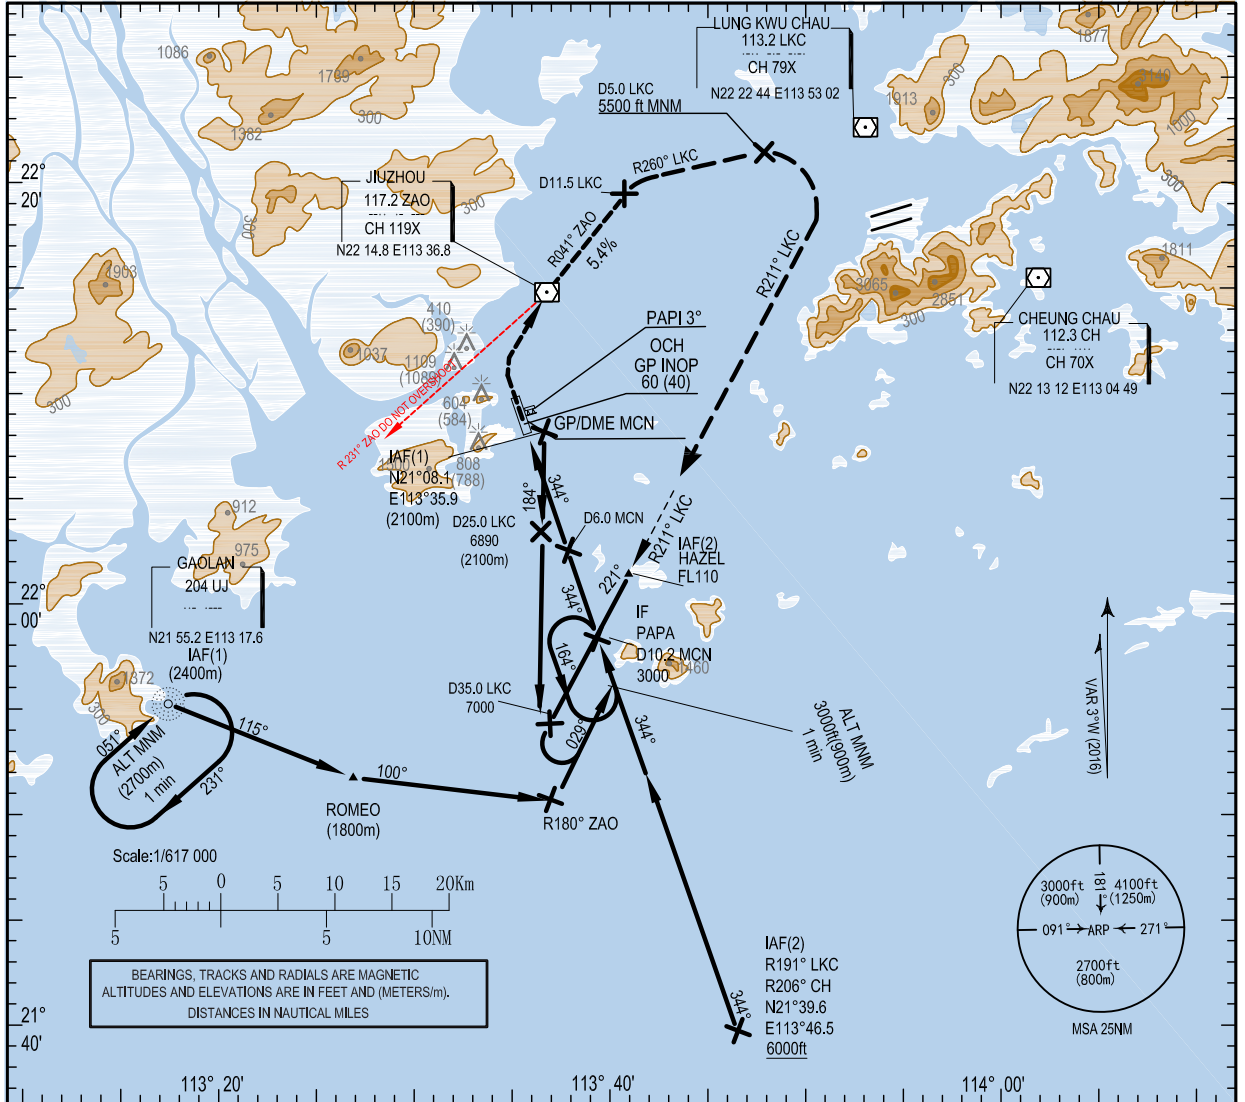 LUNG KWU CHAU
113.2 LKC
CH 79X
N22 22 44 E113 53 02
D5.0 LKC
5500 ft MNM
1086
1789
1382
300
1877
300
3140
1913
1000
300
22°
20'
JIUZHOU
117.2 ZAO
CH 119X
N22 14.8 E113 36.8
300
300
D11.5 LKC
R260° LKC
R041° ZAO
5.4%
R211° LKC
1903
300
1037
410
(390)
1109
(1089)
604
(584)
1500
808
(788)
R 231° ZAO DO NOT OVERSHOOT
PAPI 3°
OCH
GP INOP
60 (40)
GP/DME MCN
3065
2851
300
1811
CHEUNG CHAU
112.3 CH
CH 70X
N22 13 12 E113 04 49
IAF(1)
N21°08.1
E113°35.9
(2100m)
184°
344°
D25.0 LKC
6890
(2100m)
D6.0 MCN
R211° LKC
IAF(2)
HAZEL
FL110
221°
344°
912
975
GAOLAN
204 UJ
N21 55.2 E113 17.6
IAF(1)
(2400m)
22°
00'
IF
PAPA
D10.2 MCN
3000
1460
164°
D35.0 LKC
7000
029°
344°
ALT MNM
3000ft(900m)
1 min
VAR 3°W (2016)
1372
300
051°
ALT MNM
(2700m)
1 min
231°
115°
100°
ROMEO
(1800m)
R180° ZAO
Scale:1/617 000
5 0 5 10 15 20Km
5 5 10NM
BEARINGS, TRACKS AND RADIALS ARE MAGNETIC
ALTITUDES AND ELEVATIONS ARE IN FEET AND (METERS/m).
DISTANCES IN NAUTICAL MILES
344°
IAF(2)
R191° LKC
R206° CH
N21°39.6
E113°46.5
6000ft
3000ft
(900m)
181°
4100ft
(1250m)
091° ARP 271°
2700ft
(800m)
MSA 25NM
21°
40'
113° 20' 113° 40' 114° 00'